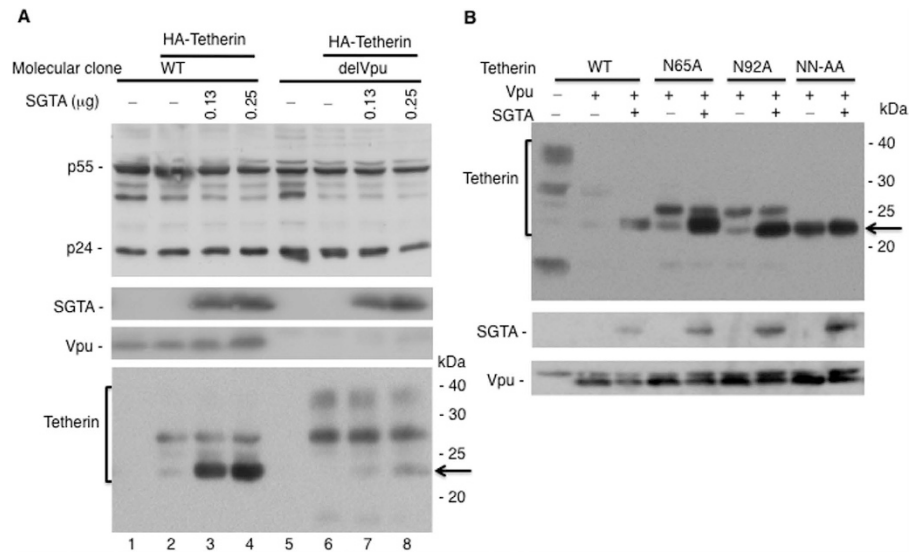 A
HA-Tetherin HA-Tetherin
Molecular clone WT delVpu
SGTA (µg) – – 0.13 0.25 – – 0.13 0.25
p55 -
p24 -
SGTA -
Vpu -
kDa
- 40
Tetherin
- 30
- 25
- 20
1 2 3 4 5 6 7 8
B
Tetherin WT N65A N92A NN-AA
Vpu – + + + + + + + +
SGTA – – + – + – + – +
kDa
- 40
Tetherin
- 30
- 25
- 20
SGTA -
Vpu -